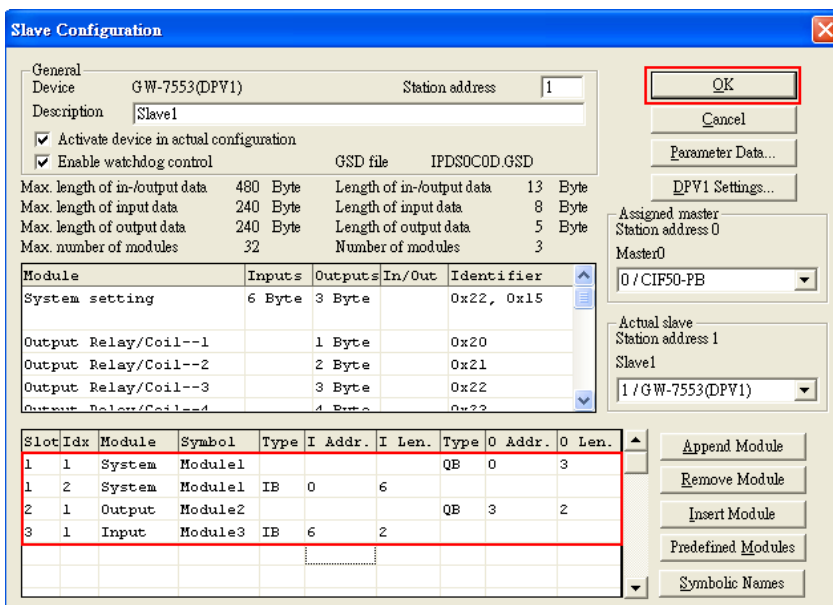 Slave Configuration
General
Device GW-7553(DPV1) Station address 1
Description Slave1
Activate device in actual configuration
Enable watchdog control GSD file IPDS0C0D.GSD
Max. length of in-/output data 480 Byte Length of in-/output data 13 Byte
Max. length of input data 240 Byte Length of input data 8 Byte
Max. length of output data 240 Byte Length of output data 5 Byte
Max. number of modules 32 Number of modules 3
OK
Cancel
Parameter Data...
DPV1 Settings...
Assigned master
Station address 0
Master0
0 / CIF50-PB
Actual slave
Station address 1
Slave1
1 / GW-7553(DPV1)
Module Inputs Outputs In/Out Identifier
System setting 6 Byte 3 Byte 0x22, 0x15
Output Relay/Coil--1 1 Byte 0x20
Output Relay/Coil--2 2 Byte 0x21
Output Relay/Coil--3 3 Byte 0x22
Output Relay/Coil--4 4 Byte 0x23
Slot Idx Module Symbol Type I Addr. I Len. Type O Addr. O Len.
1 1 System Module1 QB 0 3
1 2 System Module1 IB 0 6
2 1 Output Module2 QB 3 2
3 1 Input Module3 IB 6 2
Append Module
Remove Module
Insert Module
Predefined Modules
Symbolic Names